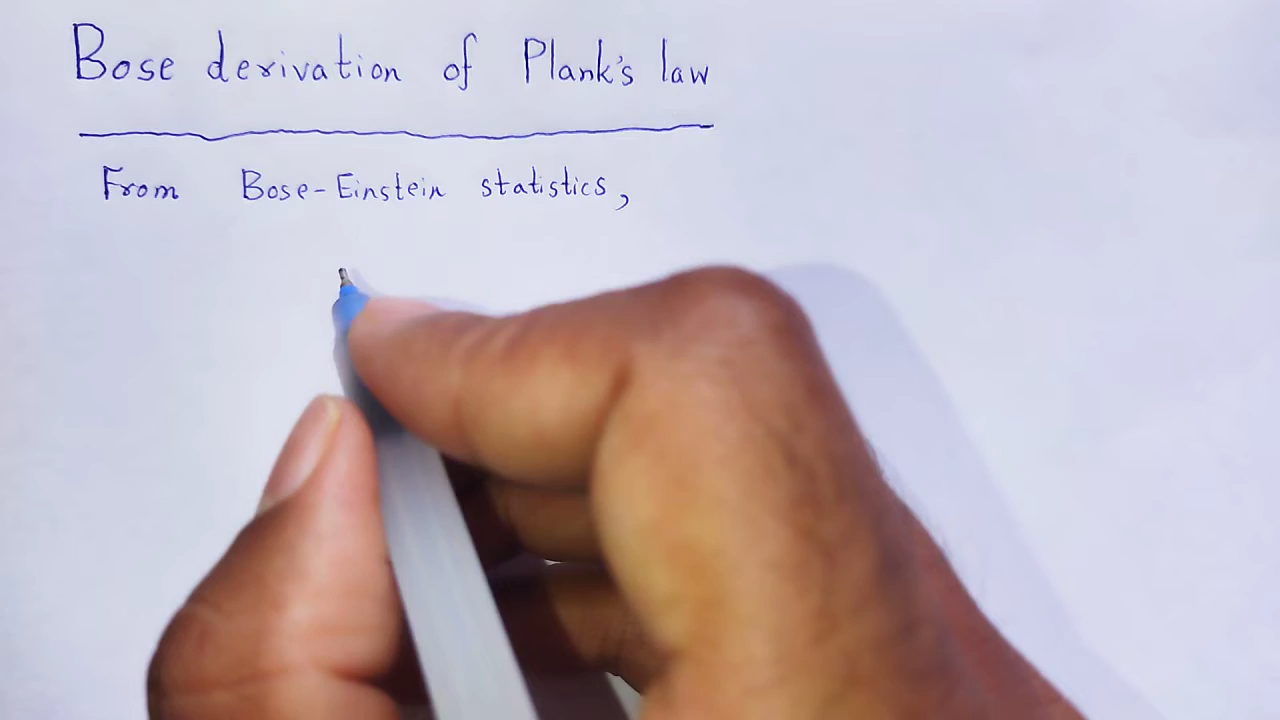 Bose derivation of Plank's law
From Bose-Einstein statistics,